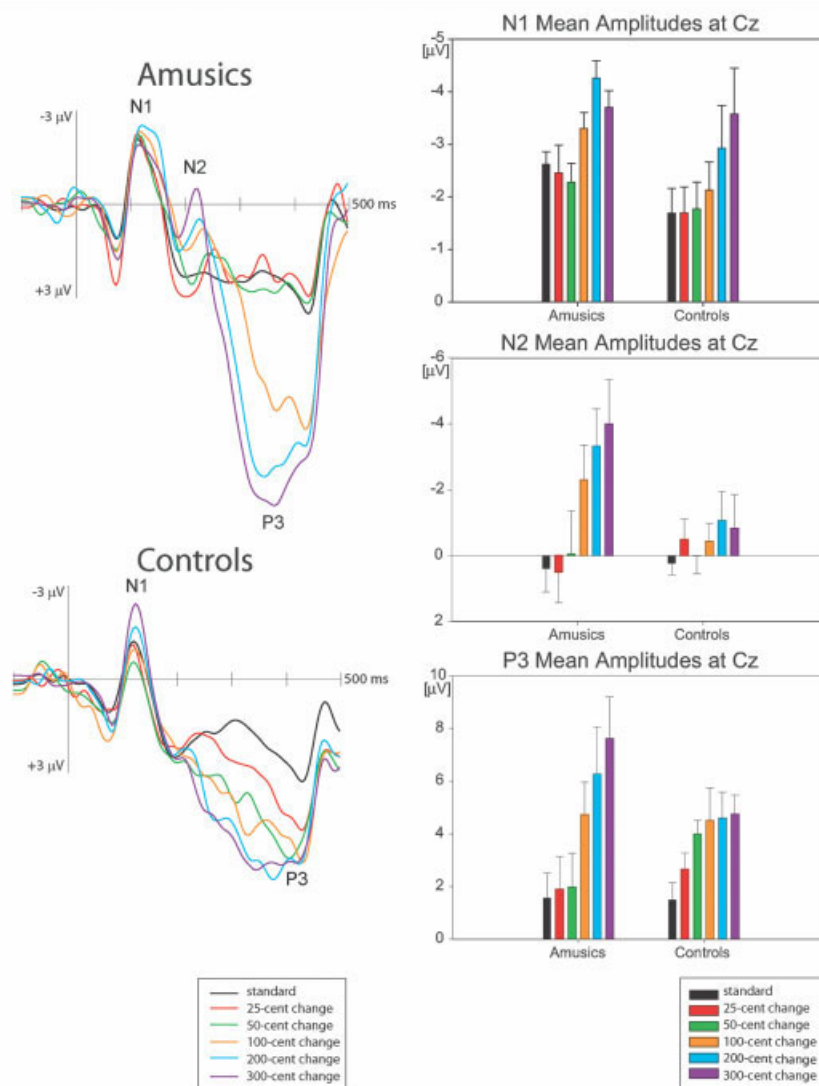 Amusics
N1
-3 µV
N2
500 ms
+3 µV
P3
Controls
N1
-3 µV
500 ms
+3 µV
P3
standard
25-cent change
50-cent change
100-cent change
200-cent change
300-cent change
N1 Mean Amplitudes at Cz
-5
[µV]
-4
-3
-2
-1
0
Amusics Controls
N2 Mean Amplitudes at Cz
-6
[µV]
-4
-2
0
2
Amusics Controls
P3 Mean Amplitudes at Cz
10
[µV]
8
6
4
2
0
Amusics Controls
standard
25-cent change
50-cent change
100-cent change
200-cent change
300-cent change